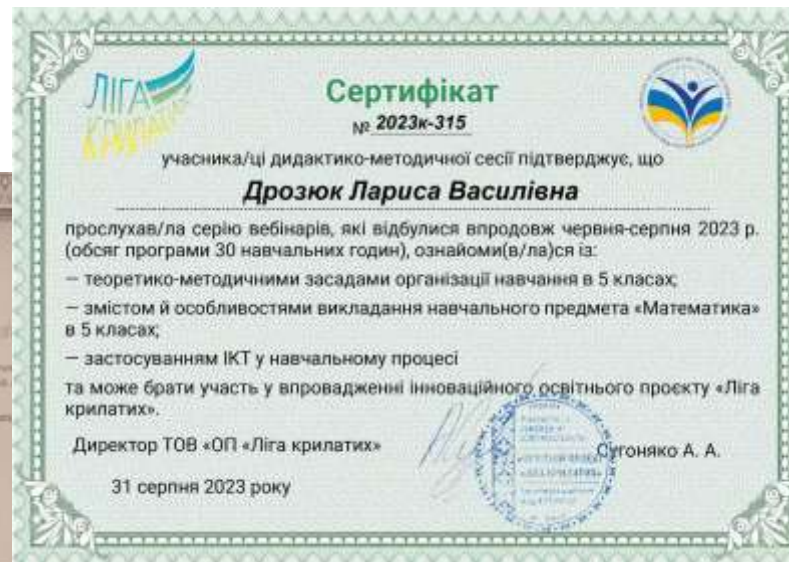 ЛІГА
КРИЛАТИХ
Сертифікат
№ 2023к-315
учасника/ці дидактико-методичної сесії підтверджує, що
Дрозюк Лариса Василівна
прослухав/ла серію вебінарів, які відбулися впродовж червня-серпня 2023 р.
(обсяг програми 30 навчальних годин), ознайоми(в/ла)ся із:
— теоретико-методичними засадами організації навчання в 5 класах;
— змістом й особливостями викладання навчального предмета «Математика»
в 5 класах;
— застосуванням ІКТ у навчальному процесі
та може брати участь у впровадженні інноваційного освітнього проєкту «Ліга
крилатих».
Директор ТОВ «ОП «Ліга крилатих»
Сугоняко А. А.
31 серпня 2023 року